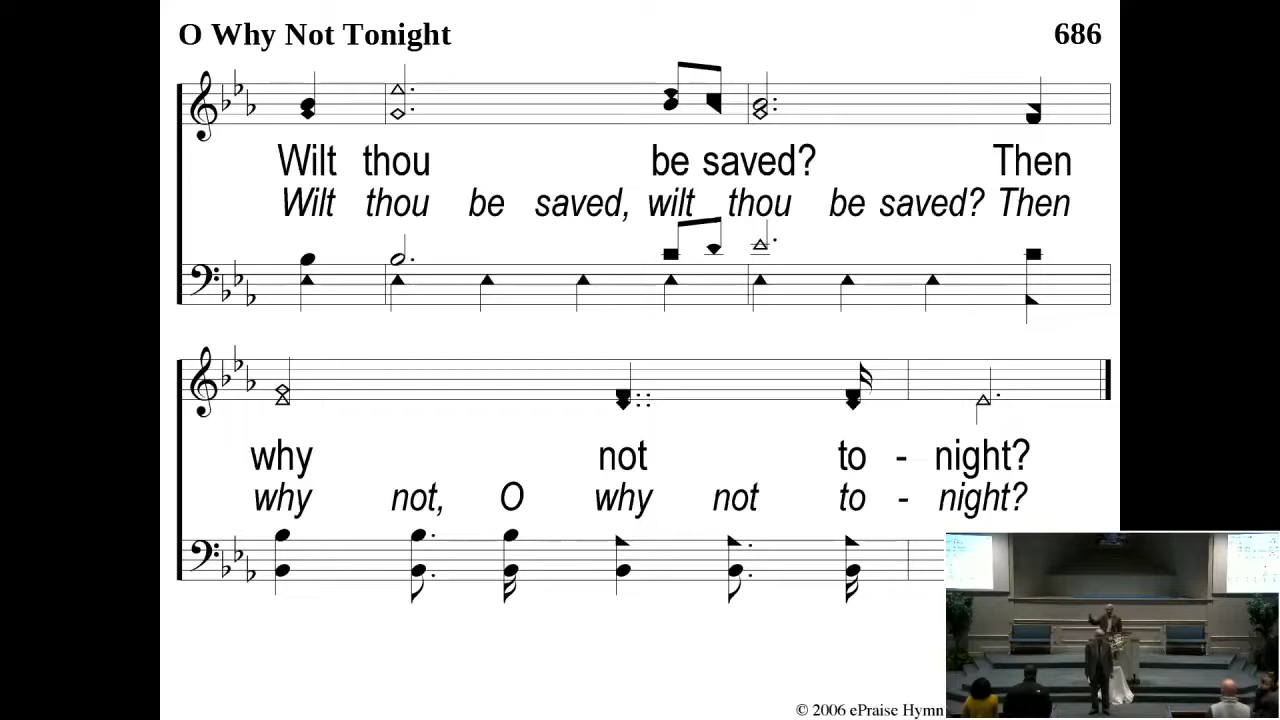 O Why Not Tonight 686
Wilt thou be saved? Then
Wilt thou be saved, wilt thou be saved? Then
why not to - night?
why not, O why not to - night?
© 2006 ePraise Hymn